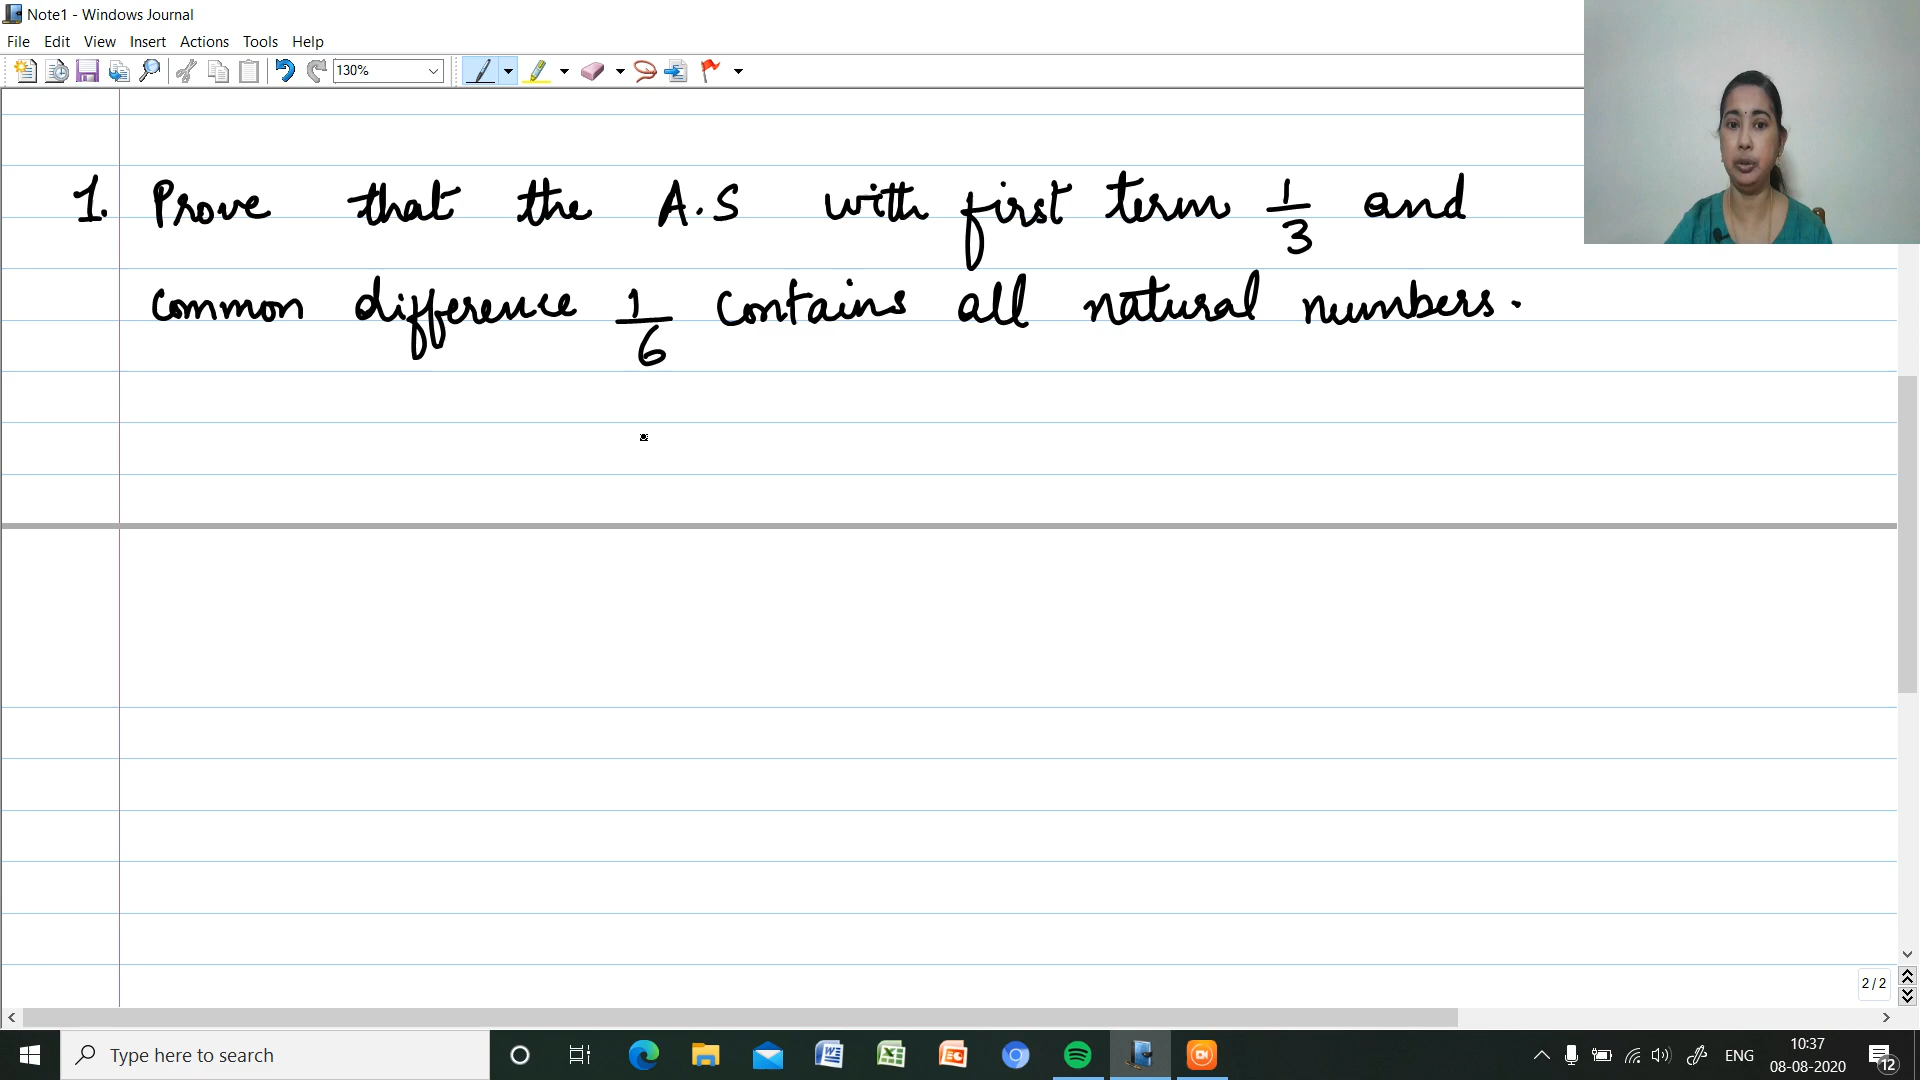 Note1 - Windows Journal
File Edit View Insert Actions Tools Help
130%
1. Prove that the A.S with first term 1/3 and
common difference 1/6 contains all natural numbers.
2 / 2
Type here to search
ENG
10:37
08-08-2020
12